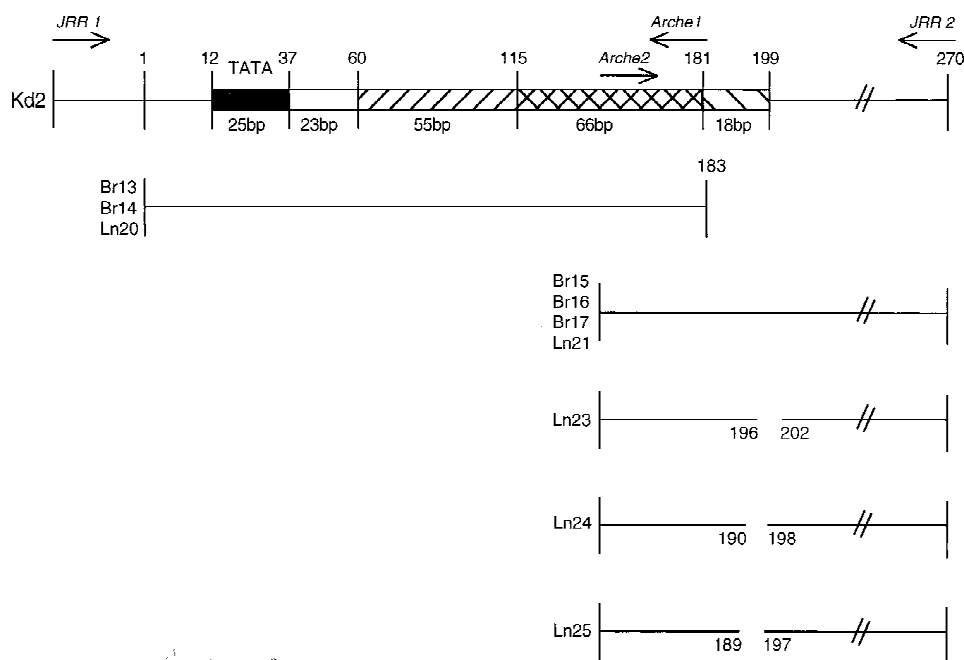 JRR 1 Arche1 JRR 2
1 12 TATA 37 60 115 Arche2 181 199 270
Kd2
25bp 23bp 55bp 66bp 18bp
183
Br13
Br14
Ln20
Br15
Br16
Br17
Ln21
Ln23
196 202
Ln24
190 198
Ln25
189 197